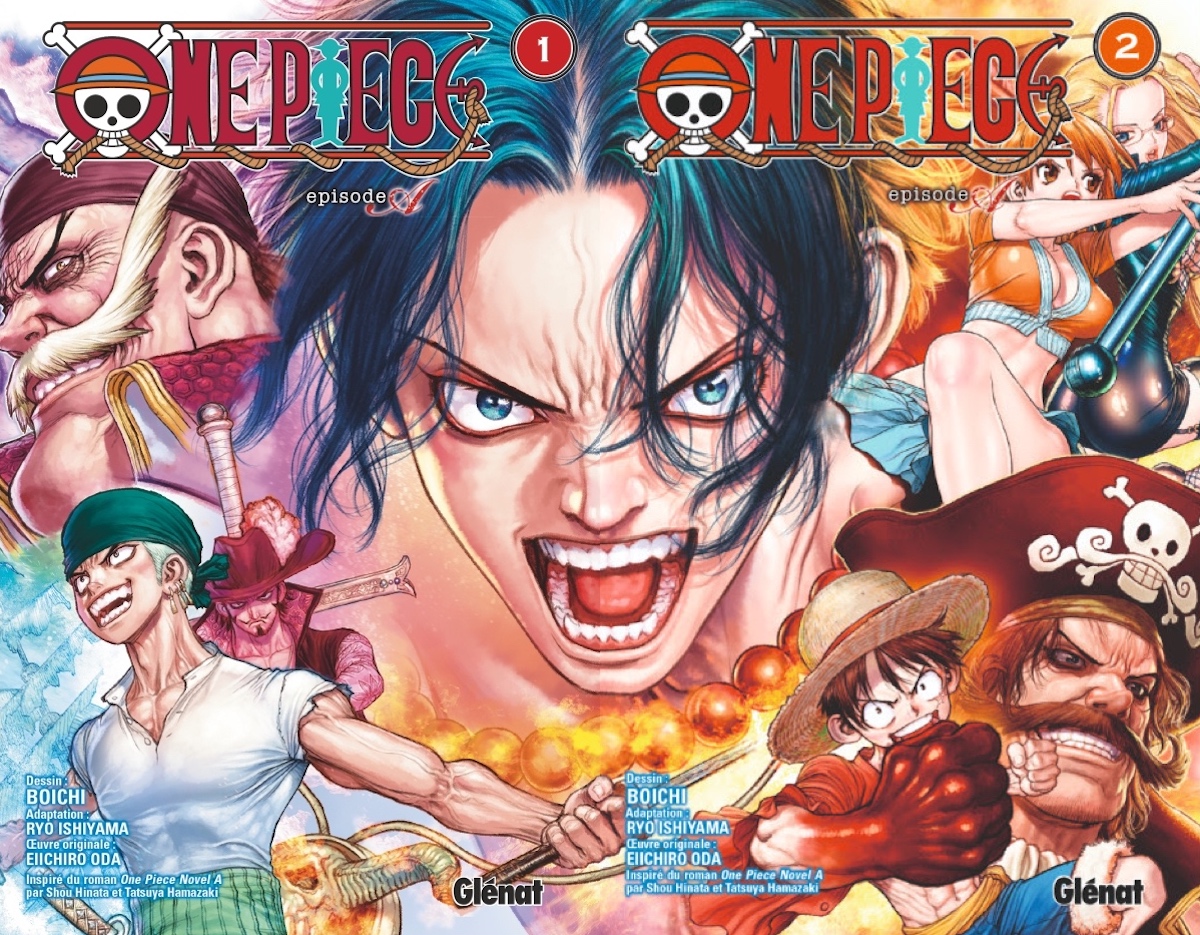 ONE PIECE
1
episode A
Dessin :
BOICHI
Adaptation :
RYO ISHIYAMA
Œuvre originale :
EIICHIRO ODA
Inspiré du roman One Piece Novel A
par Shou Hinata et Tatsuya Hamazaki
Glénat
ONE PIECE
2
episode A
Dessin :
BOICHI
Adaptation :
RYO ISHIYAMA
Œuvre originale :
EIICHIRO ODA
Inspiré du roman One Piece Novel A
par Shou Hinata et Tatsuya Hamazaki
Glénat